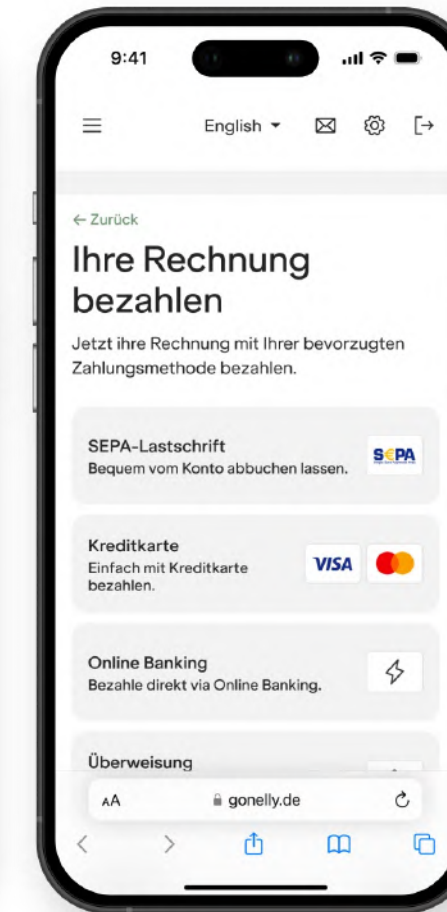 9:41
English
← Zurück
Ihre Rechnung
bezahlen
Jetzt ihre Rechnung mit Ihrer bevorzugten
Zahlungsmethode bezahlen.
SEPA-Lastschrift
Bequem vom Konto abbuchen lassen.
S€PA
Kreditkarte
Einfach mit Kreditkarte
bezahlen.
VISA
Online Banking
Bezahle direkt via Online Banking.
Überweisung
AA
gonelly.de